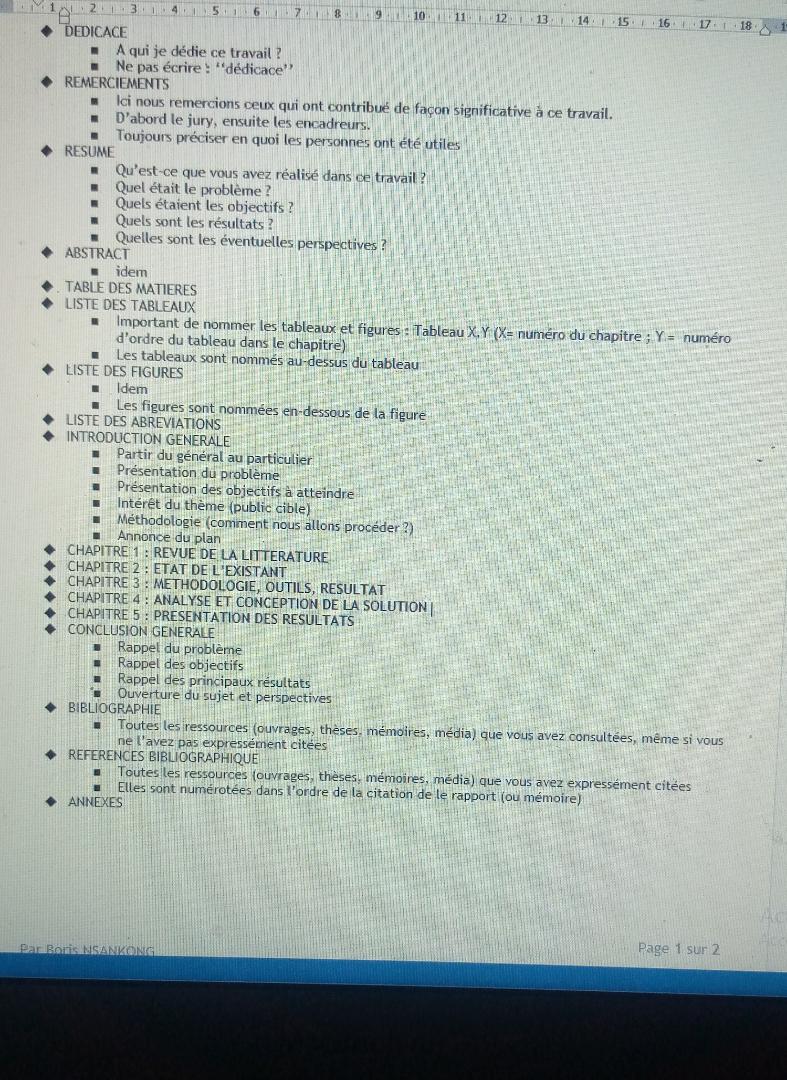 1 2 3 4 5 6 7 8 9 10 11 12 13 14 15 16 17 18
◆ DEDICACE
■ A qui je dédie ce travail ?
■ Ne pas écrire : ‘‘dédicace’’
◆ REMERCIEMENTS
■ Ici nous remercions ceux qui ont contribué de façon significative à ce travail.
■ D’abord le jury, ensuite les encadreurs.
■ Toujours préciser en quoi les personnes ont été utiles
◆ RESUME
■ Qu’est-ce que vous avez réalisé dans ce travail ?
■ Quel était le problème ?
■ Quels étaient les objectifs ?
■ Quels sont les résultats ?
■ Quelles sont les éventuelles perspectives ?
◆ ABSTRACT
■ idem
◆ TABLE DES MATIERES
◆ LISTE DES TABLEAUX
■ Important de nommer les tableaux et figures : Tableau X.Y (X= numéro du chapitre ; Y = numéro
d’ordre du tableau dans le chapitre)
■ Les tableaux sont nommés au-dessus du tableau
◆ LISTE DES FIGURES
■ Idem
■ Les figures sont nommées en-dessous de la figure
◆ LISTE DES ABREVIATIONS
◆ INTRODUCTION GENERALE
■ Partir du général au particulier
■ Présentation du problème
■ Présentation des objectifs à atteindre
■ Intérêt du thème (public cible)
■ Méthodologie (comment nous allons procéder ?)
■ Annonce du plan
◆ CHAPITRE 1 : REVUE DE LA LITTERATURE
◆ CHAPITRE 2 : ETAT DE L’EXISTANT
◆ CHAPITRE 3 : METHODOLOGIE, OUTILS, RESULTAT
◆ CHAPITRE 4 : ANALYSE ET CONCEPTION DE LA SOLUTION
◆ CHAPITRE 5 : PRESENTATION DES RESULTATS
◆ CONCLUSION GENERALE
■ Rappel du problème
■ Rappel des objectifs
■ Rappel des principaux résultats
■ Ouverture du sujet et perspectives
◆ BIBLIOGRAPHIE
■ Toutes les ressources (ouvrages, thèses, mémoires, média) que vous avez consultées, même si vous
ne l’avez pas expressément citées
◆ REFERENCES BIBLIOGRAPHIQUE
■ Toutes les ressources (ouvrages, thèses, mémoires, média) que vous avez expressément citées
■ Elles sont numérotées dans l’ordre de la citation de le rapport (ou mémoire)
◆ ANNEXES
Par Boris NSANKONG
Page 1 sur 2